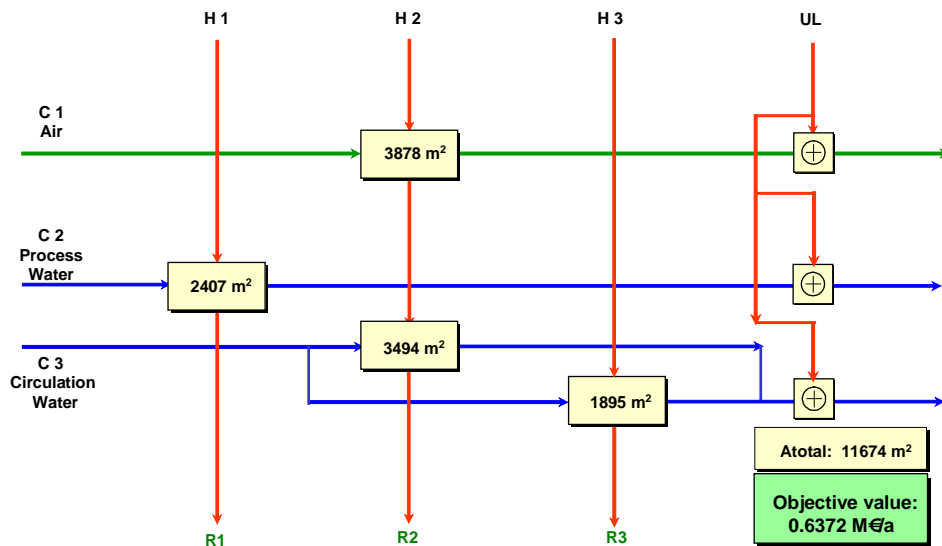 H 1
H 2
H 3
UL
C 1
Air
3878 m²
C 2
Process
Water
2407 m²
C 3
Circulation
Water
3494 m²
1895 m²
Atotal: 11674 m²
Objective value:
0.6372 M€/a
R1
R2
R3